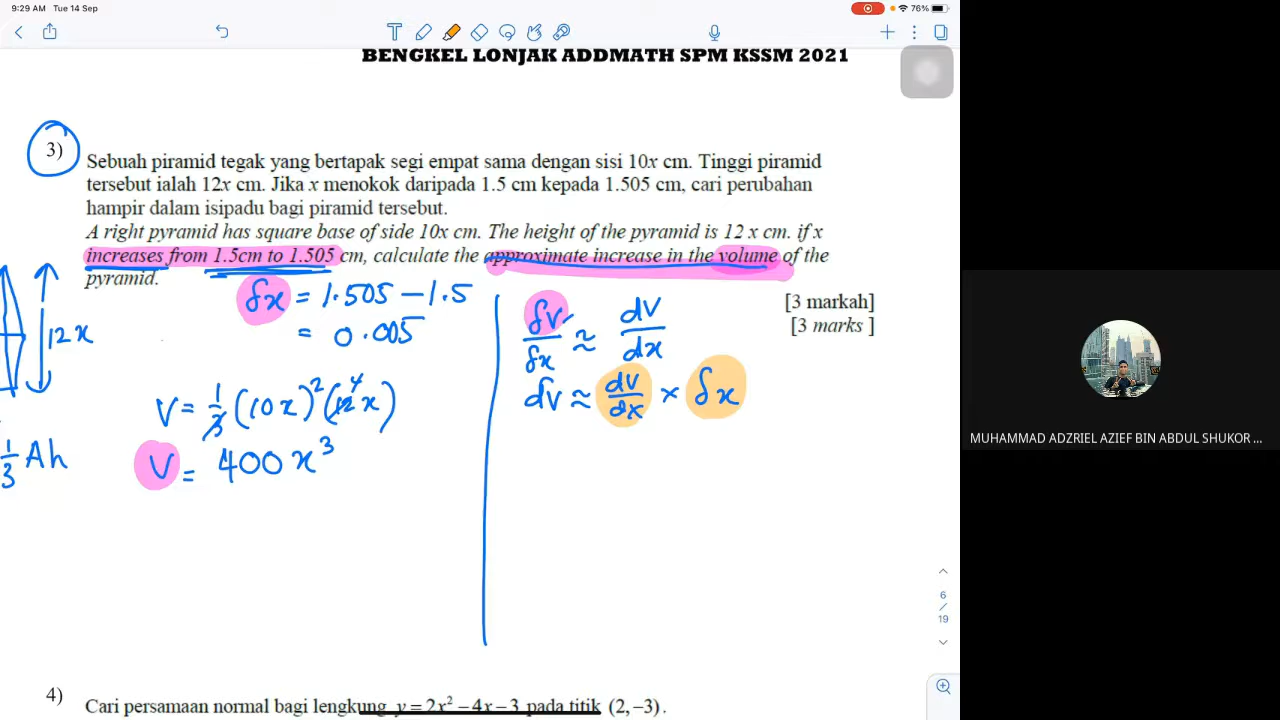 9:29 AM Tue 14 Sep
76%
BENGKEL LONJAK ADDMATH SPM KSSM 2021
3)
Sebuah piramid tegak yang bertapak segi empat sama dengan sisi 10x cm. Tinggi piramid
tersebut ialah 12x cm. Jika x menokok daripada 1.5 cm kepada 1.505 cm, cari perubahan
hampir dalam isipadu bagi piramid tersebut.
A right pyramid has square base of side 10x cm. The height of the pyramid is 12 x cm. if x
increases from 1.5cm to 1.505 cm, calculate the approximate increase in the volume of the
pyramid.
[3 markah]
[3 marks ]
12x
1/3 Ah
δx = 1.505 - 1.5
= 0.005
V = 1/3 (10x)² (12x) 4
V = 400x³
δV/δx ≈ dV/dx
dV ≈ dV/dx × δx
4)
Cari persamaan normal bagi lengkung y = 2x² – 4x – 3 pada titik (2, –3).
6
/
19
MUHAMMAD ADZRIEL AZIEF BIN ABDUL SHUKOR ...